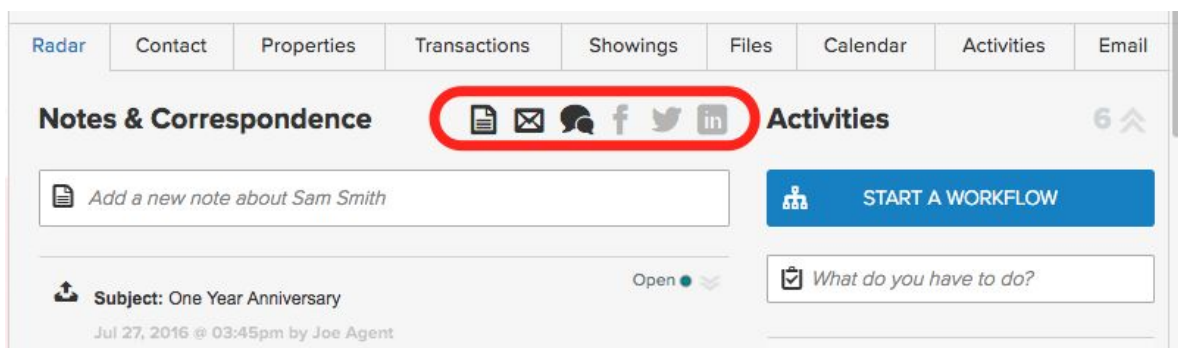 Radar Contact Properties Transactions Showings Files Calendar Activities Email
Notes & Correspondence
Add a new note about Sam Smith
Open
Subject: One Year Anniversary
Jul 27, 2016 @ 03:45pm by Joe Agent
Activities 6
START A WORKFLOW
What do you have to do?